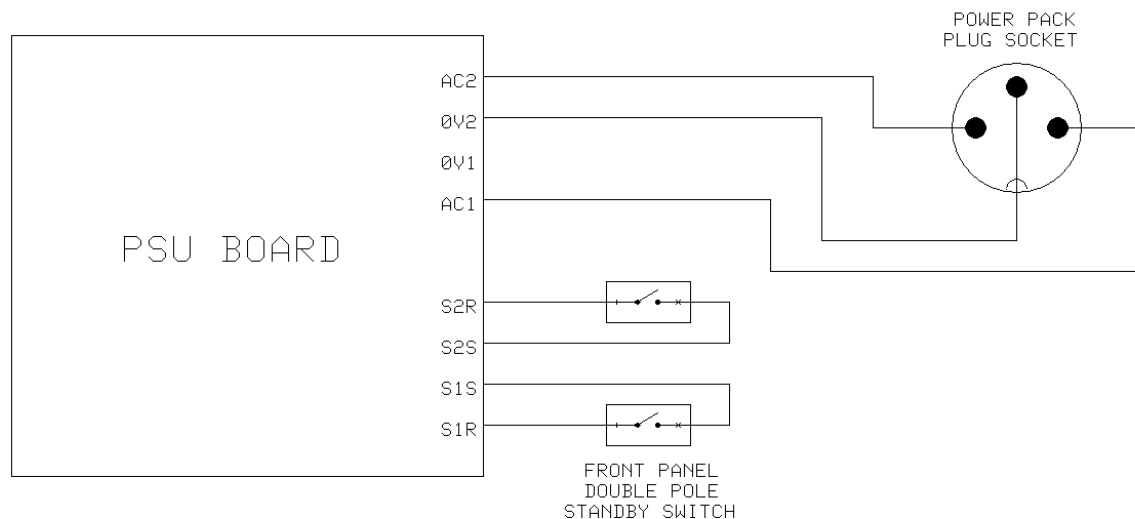 POWER PACK
PLUG SOCKET
AC2
0V2
0V1
AC1
PSU BOARD
S2R
S2S
S1S
S1R
FRONT PANEL
DOUBLE POLE
STANDBY SWITCH